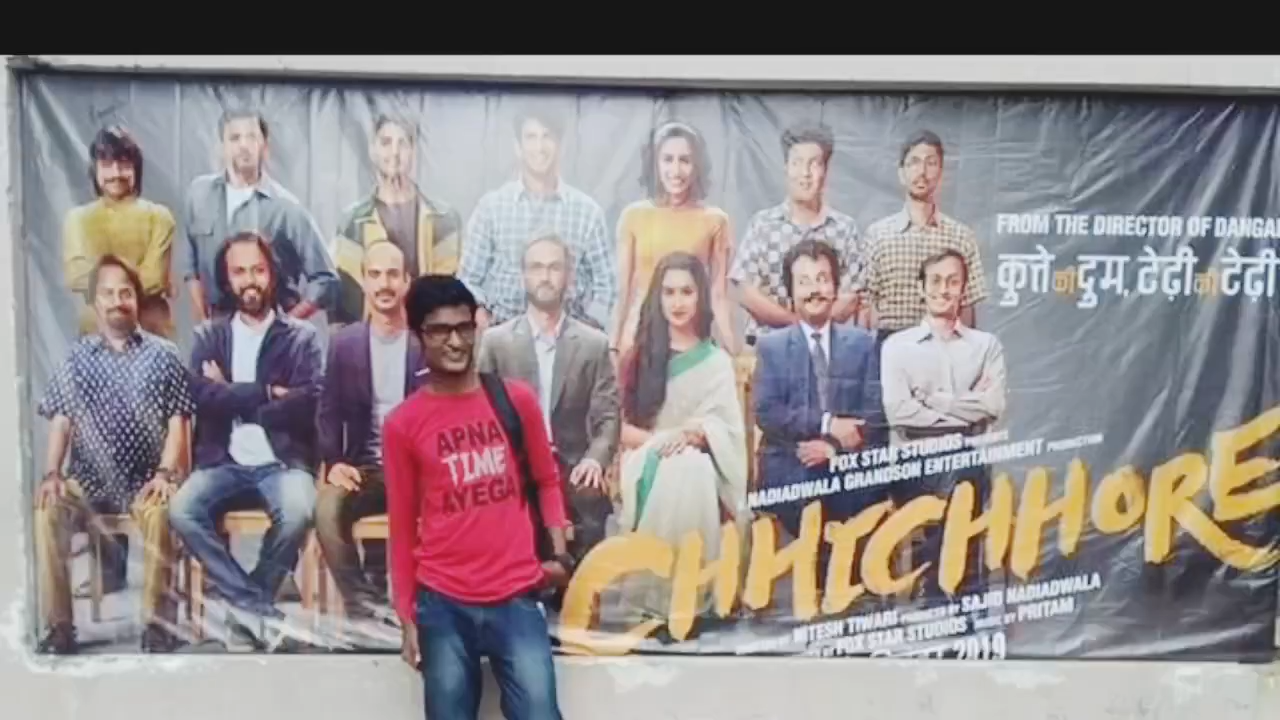 FROM THE DIRECTOR OF DANGAL
कुत्ते की दुम, टेढ़ी की टेढ़ी
APNA
TIME
AYEGA
FOX STAR STUDIOS PRESENTS
NADIADWALA GRANDSON ENTERTAINMENT PRODUCTION
CHHICHHORE
NITESH TIWARI PRODUCED BY SAJID NADIADWALA
FOX STAR STUDIOS MUSIC BY PRITAM
2019